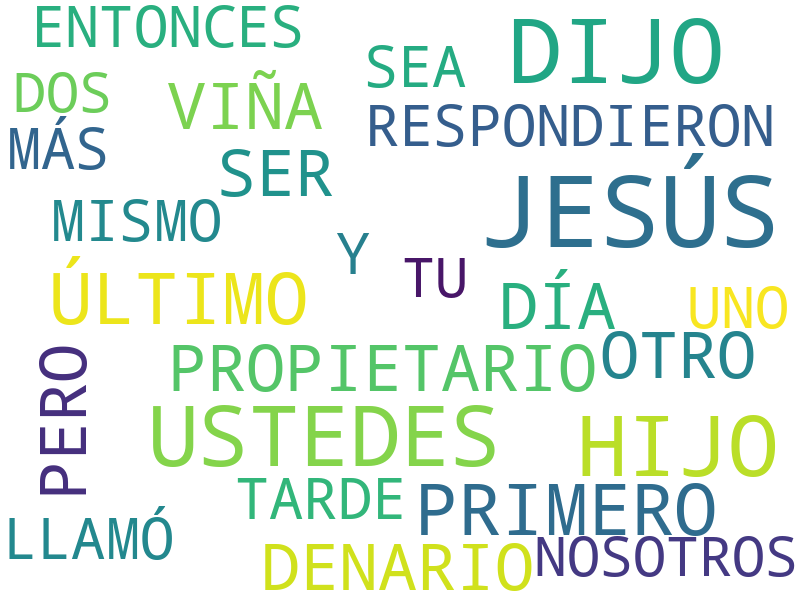 ENTONCES
DIJO
SEA
DOS
VIÑA
RESPONDIERON
MÁS
SER
JESÚS
MISMO
Y
TU
ÚLTIMO
DÍA
UNO
OTRO
PROPIETARIO
PERO
USTEDES
HIJO
TARDE
PRIMERO
LLAMÓ
DENARIO
NOSOTROS